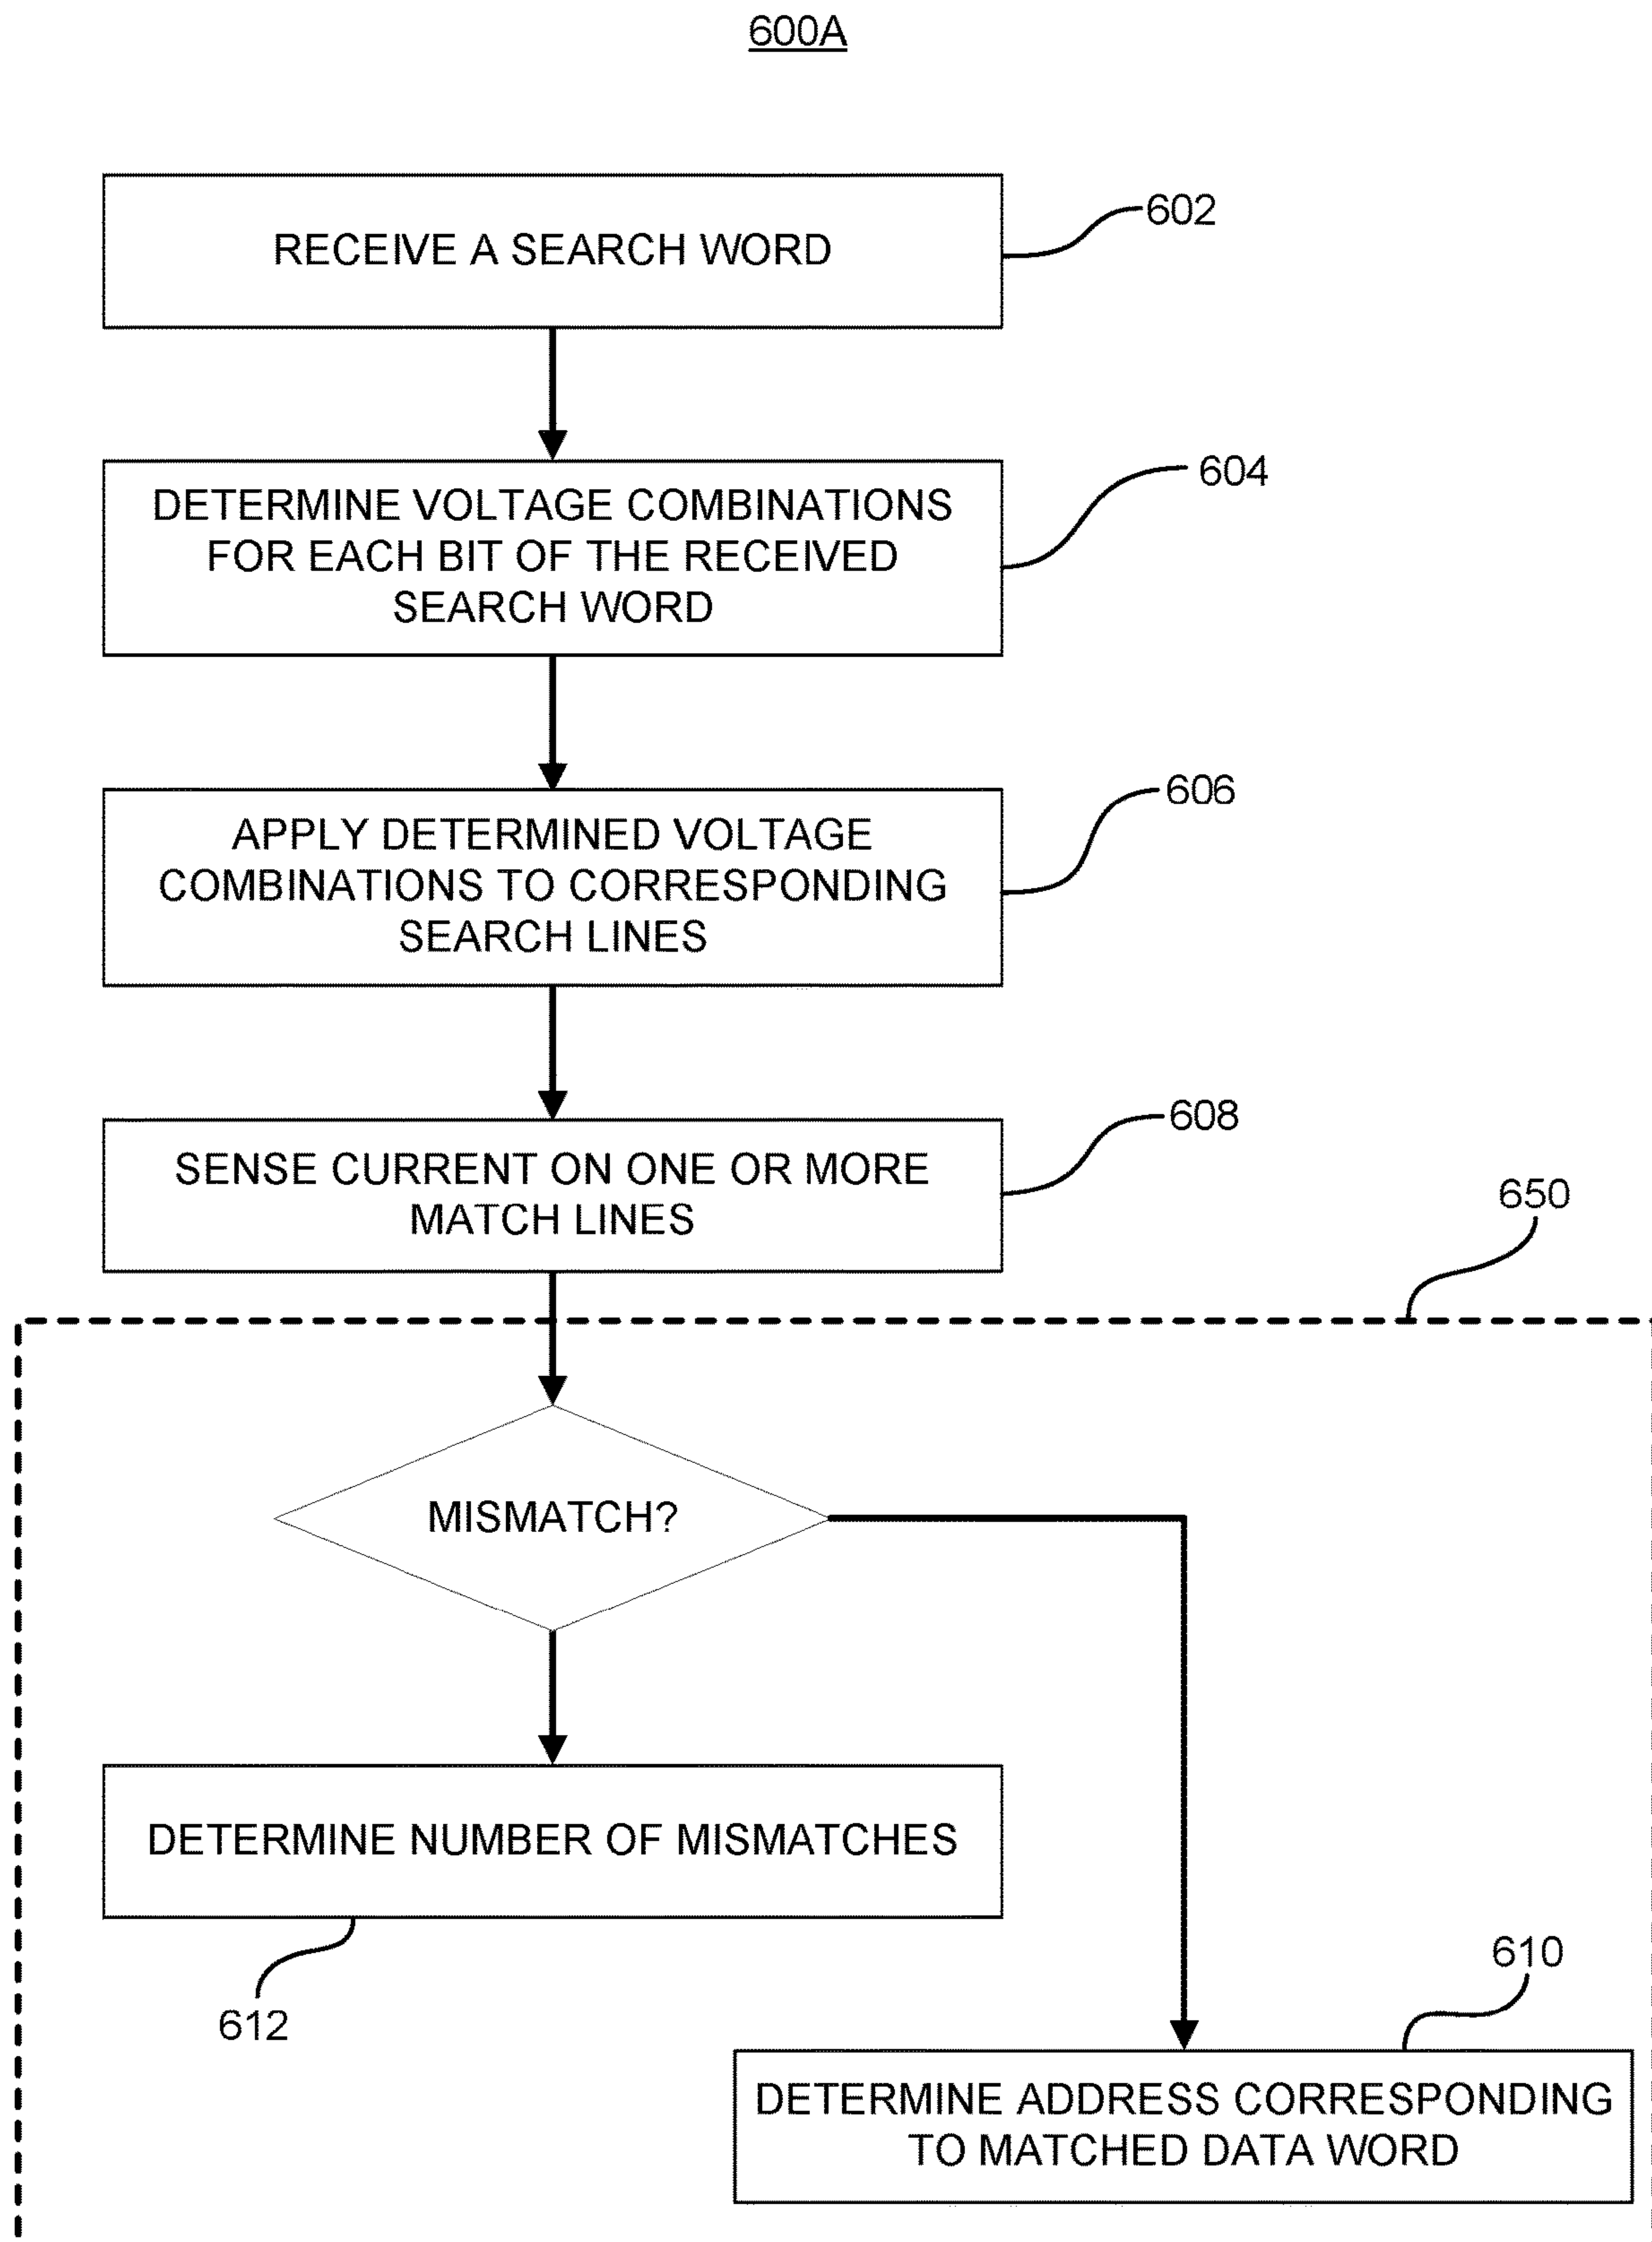 600A
RECEIVE A SEARCH WORD
602
DETERMINE VOLTAGE COMBINATIONS
FOR EACH BIT OF THE RECEIVED
SEARCH WORD
604
APPLY DETERMINED VOLTAGE
COMBINATIONS TO CORRESPONDING
SEARCH LINES
606
SENSE CURRENT ON ONE OR MORE
MATCH LINES
608
650
MISMATCH?
DETERMINE NUMBER OF MISMATCHES
612
610
DETERMINE ADDRESS CORRESPONDING
TO MATCHED DATA WORD